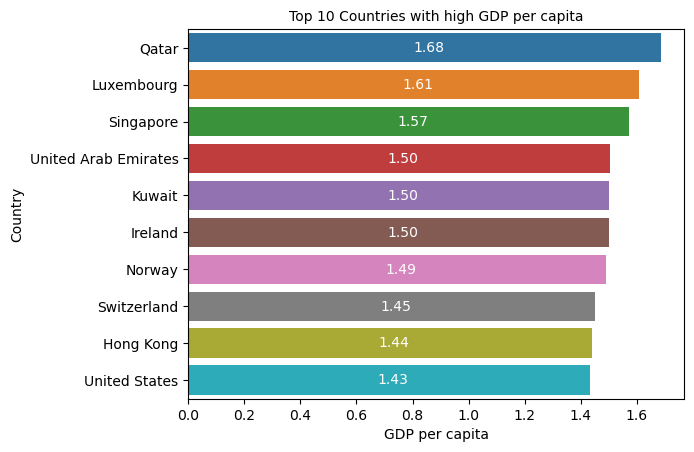 Top 10 Countries with high GDP per capita
Country
Qatar 1.68
Luxembourg 1.61
Singapore 1.57
United Arab Emirates 1.50
Kuwait 1.50
Ireland 1.50
Norway 1.49
Switzerland 1.45
Hong Kong 1.44
United States 1.43
0.0 0.2 0.4 0.6 0.8 1.0 1.2 1.4 1.6
GDP per capita